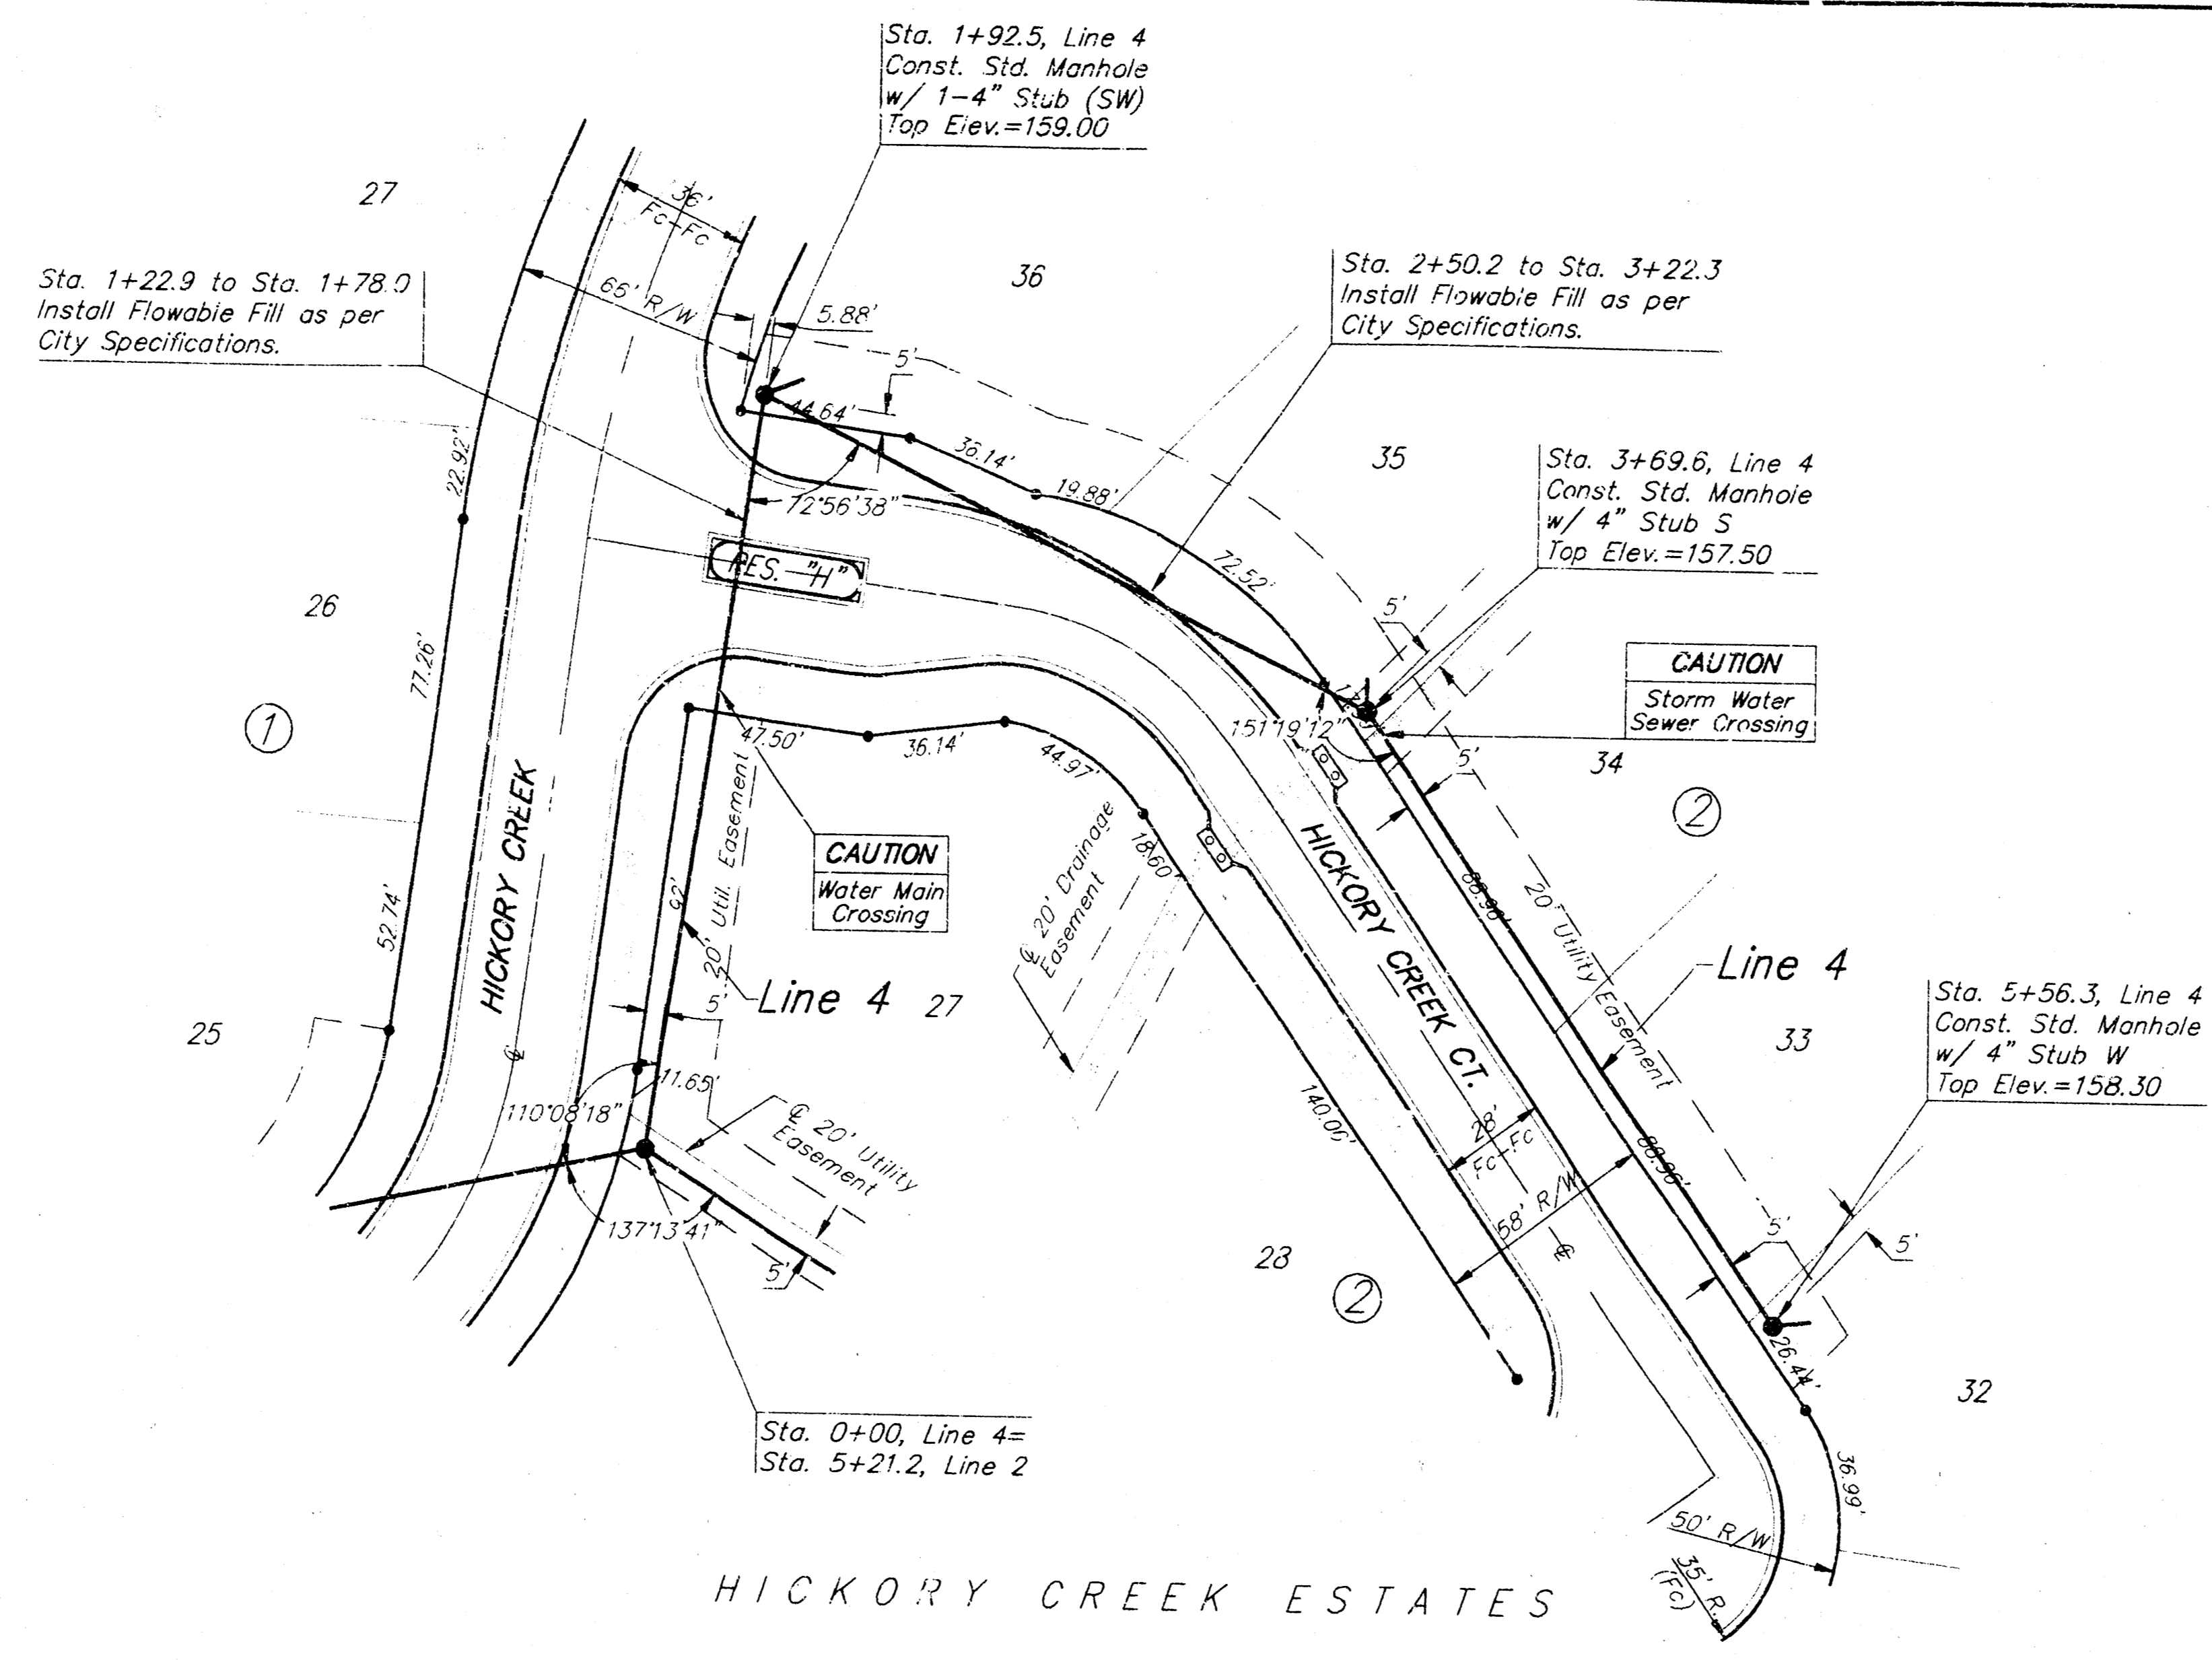 Sta. 1+92.5, Line 4
Const. Std. Manhole
w/ 1-4" Stub (SW)
Top Elev.=159.00
27
36'
Fc-Fc
66' R/W
5.88'
36
Sta. 1+22.9 to Sta. 1+78.0
Install Flowable Fill as per
City Specifications.
Sta. 2+50.2 to Sta. 3+22.3
Install Flowable Fill as per
City Specifications.
5'
44.64'
36.14'
19.88'
72.52'
35
Sta. 3+69.6, Line 4
Const. Std. Manhole
w/ 4" Stub S
Top Elev.=157.50
22.92'
72°56'38"
RES. "H"
26
77.26'
5'
CAUTION
Storm Water
Sewer Crossing
151°19'12"
5'
34
1
47.50'
36.14'
44.97'
2
HICKORY CREEK
20' Util. Easement
CAUTION
Water Main
Crossing
92'
18.60'
℄ 20' Drainage
Easement
HICKORY CREEK CT.
88.96'
20' Utility Easement
52.74'
Line 4
5'
27
Line 4
25
℄
33
Sta. 5+56.3, Line 4
Const. Std. Manhole
w/ 4" Stub W
Top Elev.=158.30
11.65'
110°08'18"
℄ 20' Utility
Easement
140.06'
28'
Fc-Fc
88.96'
58' R/W
℄
137°13'41"
5'
28
2
5'
5'
26.44'
32
Sta. 0+00, Line 4=
Sta. 5+21.2, Line 2
36.99'
50' R/W
35' R.
(Fc)
HICKORY CREEK ESTATES